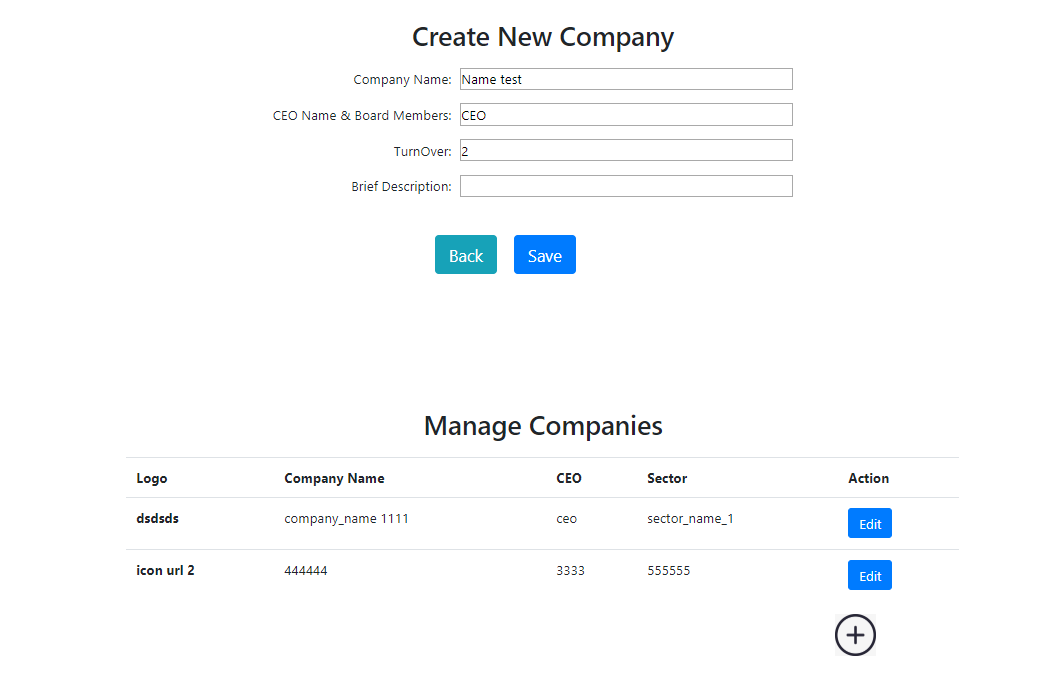 Create New Company
Company Name: Name test
CEO Name & Board Members: CEO
TurnOver: 2
Brief Description:
Back Save
Manage Companies
Logo Company Name CEO Sector Action
dsdsds company_name 1111 ceo sector_name_1 Edit
icon url 2 444444 3333 555555 Edit